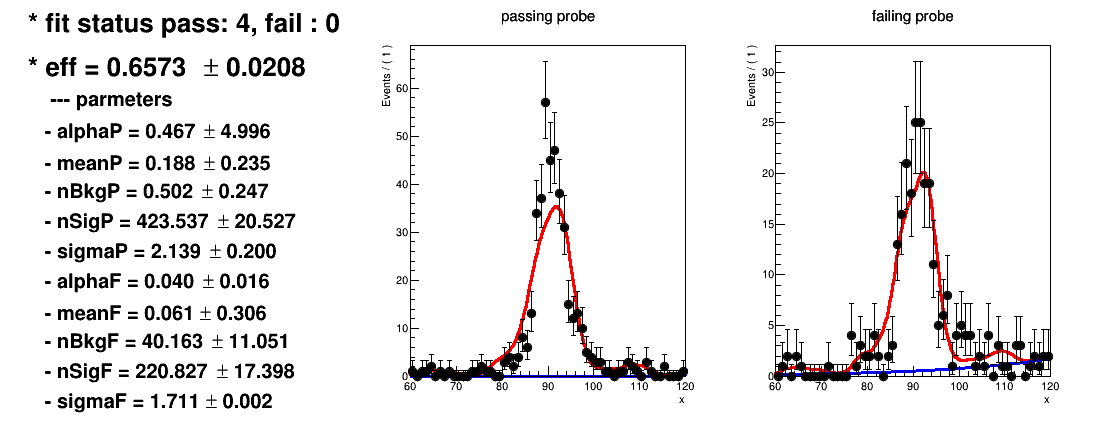 * fit status pass: 4, fail : 0
* eff = 0.6573 ± 0.0208
--- parmeters
- alphaP = 0.467 ± 4.996
- meanP = 0.188 ± 0.235
- nBkgP = 0.502 ± 0.247
- nSigP = 423.537 ± 20.527
- sigmaP = 2.139 ± 0.200
- alphaF = 0.040 ± 0.016
- meanF = 0.061 ± 0.306
- nBkgF = 40.163 ± 11.051
- nSigF = 220.827 ± 17.398
- sigmaF = 1.711 ± 0.002
passing probe
Events / ( 1 )
60
50
40
30
20
10
0
60 70 80 90 100 110 120
x
failing probe
Events / ( 1 )
30
25
20
15
10
5
0
60 70 80 90 100 110 120
x